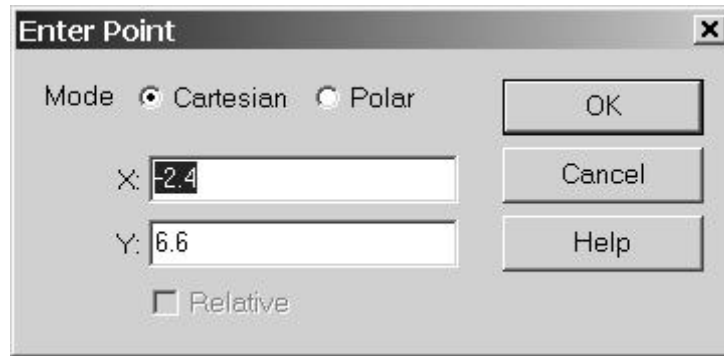 Enter Point
Mode Cartesian Polar OK
X: -2.4 Cancel
Y: 6.6 Help
Relative